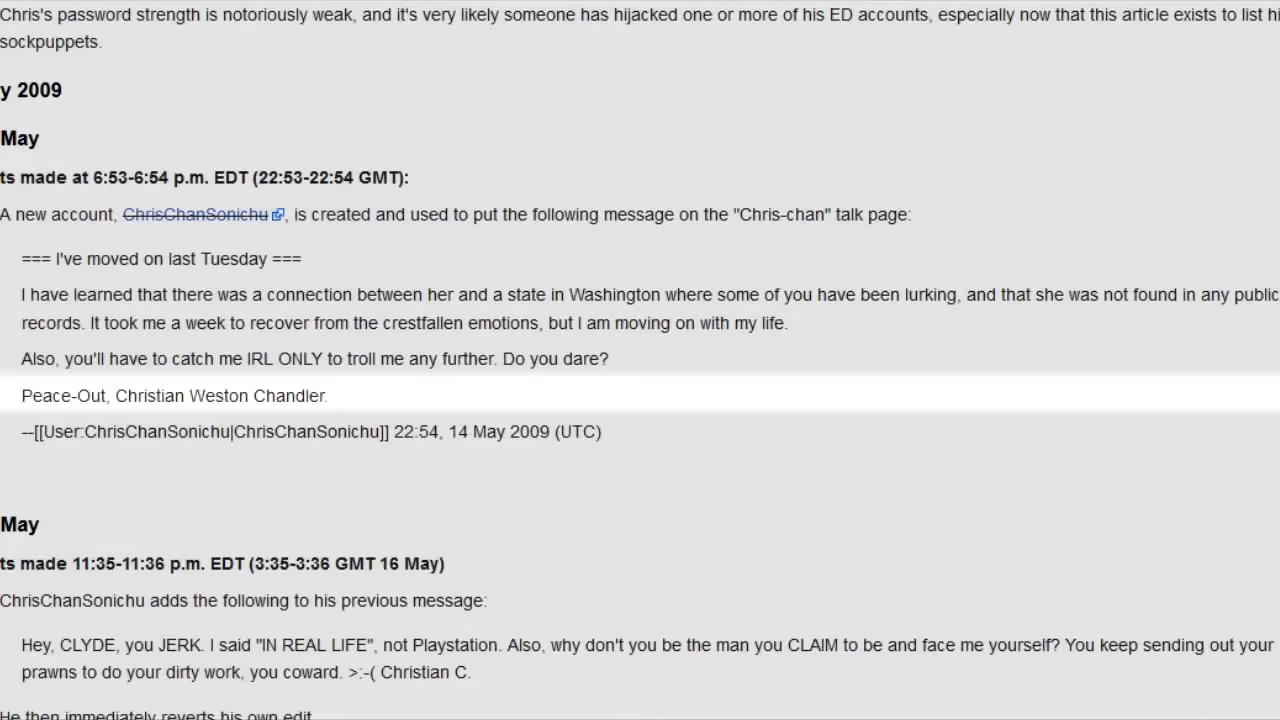 Chris's password strength is notoriously weak, and it's very likely someone has hijacked one or more of his ED accounts, especially now that this article exists to list hi
sockpuppets.
y 2009
May
ts made at 6:53-6:54 p.m. EDT (22:53-22:54 GMT):
A new account, ChrisChanSonichu, is created and used to put the following message on the "Chris-chan" talk page:
=== I've moved on last Tuesday ===
I have learned that there was a connection between her and a state in Washington where some of you have been lurking, and that she was not found in any public
records. It took me a week to recover from the crestfallen emotions, but I am moving on with my life.
Also, you'll have to catch me IRL ONLY to troll me any further. Do you dare?
Peace-Out, Christian Weston Chandler.
--[[User:ChrisChanSonichu|ChrisChanSonichu]] 22:54, 14 May 2009 (UTC)
May
ts made 11:35-11:36 p.m. EDT (3:35-3:36 GMT 16 May)
ChrisChanSonichu adds the following to his previous message:
Hey, CLYDE, you JERK. I said "IN REAL LIFE", not Playstation. Also, why don't you be the man you CLAIM to be and face me yourself? You keep sending out your
prawns to do your dirty work, you coward. >:-( Christian C.
He then immediately reverts his own edit.